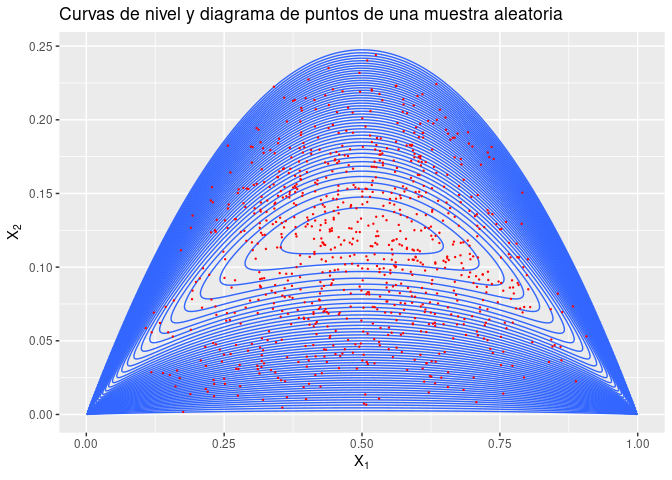 Curvas de nivel y diagrama de puntos de una muestra aleatoria
0.25
0.20
0.15
0.10
0.05
0.00
X₂
0.00 0.25 0.50 0.75 1.00
X₁